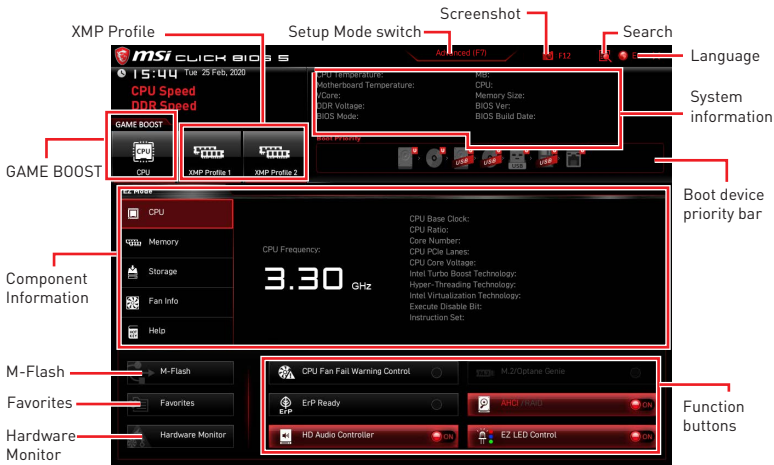 Screenshot
XMP Profile
Setup Mode switch
Search
msi CLICK BIOS 5
Advanced (F7)
F12
Language
15:44 Tue 25 Feb, 2020
CPU Speed
DDR Speed
CPU Temperature:
Motherboard Temperature:
VCore:
DDR Voltage:
BIOS Mode:
MB:
CPU:
Memory Size:
BIOS Ver:
BIOS Build Date:
System
information
GAME BOOST
CPU
CPU
XMP Profile 1
XMP Profile 2
Boot Priority
U
U
USB
U
USB
U
USB
U
USB
U
U
GAME BOOST
Boot device
priority bar
EZ Mode
CPU
Memory
Storage
Fan Info
Help
CPU Frequency:
3.30 GHz
CPU Base Clock:
CPU Ratio:
Core Number:
CPU PCIe Lanes:
CPU Core Voltage:
Intel Turbo Boost Technology:
Hyper-Threading Technology:
Intel Virtualization Technology:
Execute Disable Bit:
Instruction Set:
Component
Information
M-Flash
M-Flash
CPU Fan Fail Warning Control
M.2/Optane Genie
Favorites
Favorites
ErP
ErP Ready
AHCI /RAID
ON
Function
buttons
Hardware
Monitor
Hardware Monitor
HD Audio Controller
ON
EZ LED Control
ON